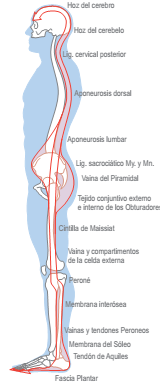 Hoz del cerebro
Hoz del cerebelo
Lig. cervical posterior
Aponeurosis dorsal
Aponeurosis lumbar
Lig. sacrociático My. y Mn.
Vaina del Piramidal
Tejido conjuntivo externo
e interno de los Obturadores
Cintilla de Maissiat
Vaina y compartimentos
de la celda externa
Peroné
Membrana interósea
Vainas y tendones Peroneos
Membrana del Sóleo
Tendón de Aquiles
Fascia Plantar